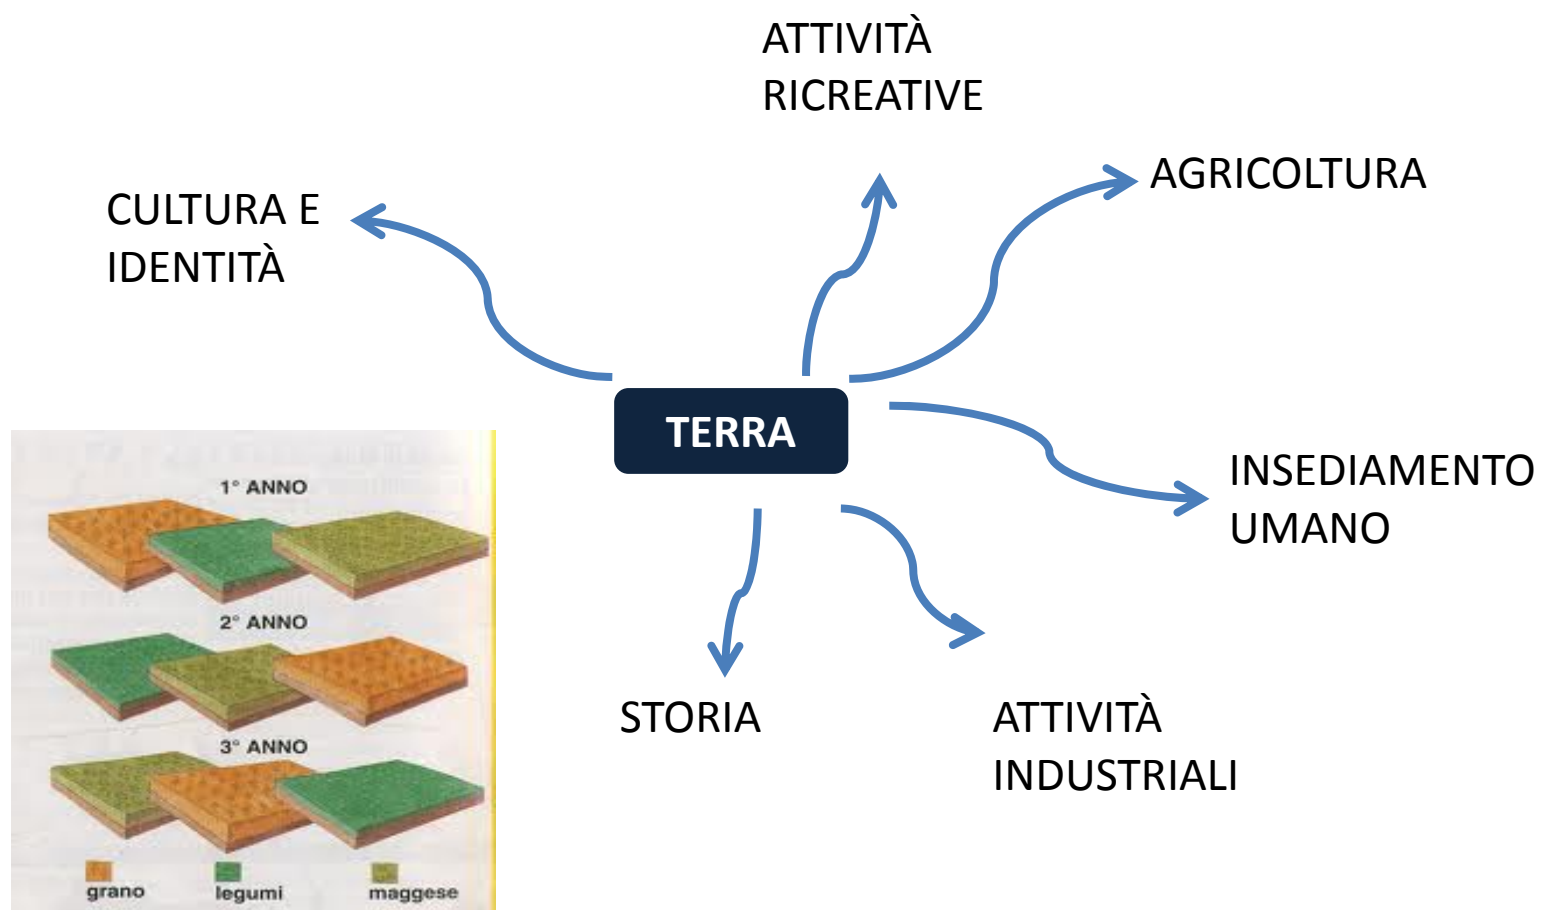 ATTIVITÀ
RICREATIVE
AGRICOLTURA
CULTURA E
IDENTITÀ
TERRA
INSEDIAMENTO
UMANO
STORIA
ATTIVITÀ
INDUSTRIALI
1° ANNO
2° ANNO
3° ANNO
grano legumi maggese